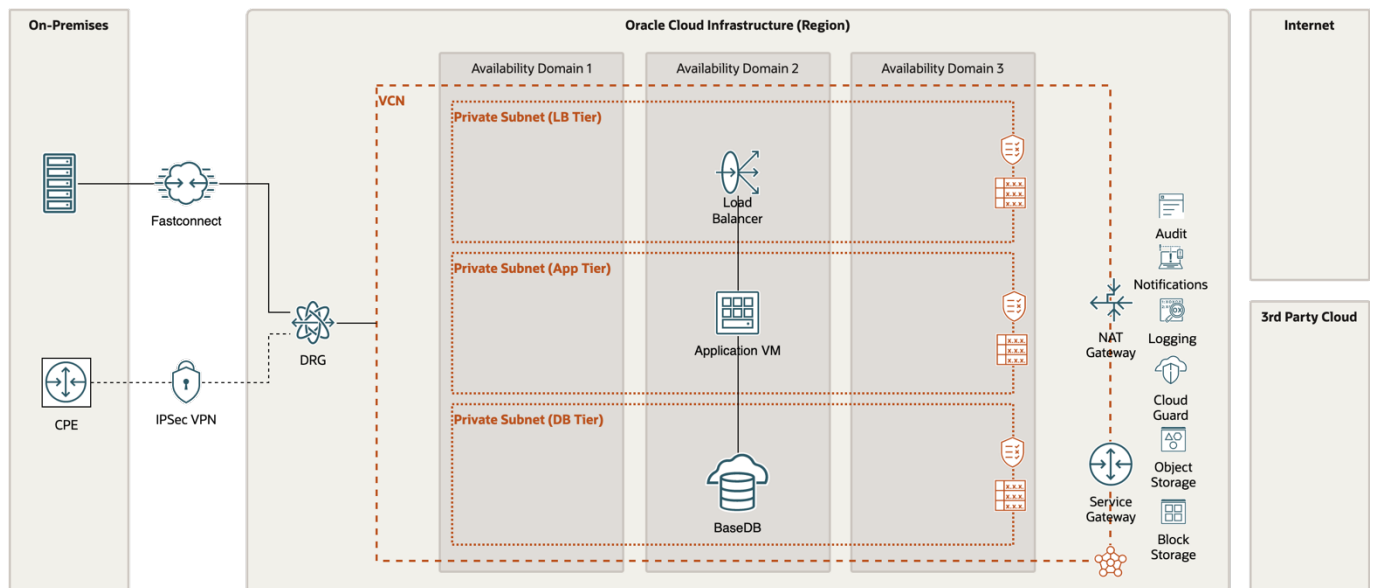 On-Premises
Oracle Cloud Infrastructure (Region)
Internet
Availability Domain 1
Availability Domain 2
Availability Domain 3
VCN
Private Subnet (LB Tier)
Load
Balancer
Fastconnect
Audit
Private Subnet (App Tier)
Notifications
3rd Party Cloud
NAT
Gateway
Logging
Application VM
DRG
Cloud
Guard
CPE
IPSec VPN
Private Subnet (DB Tier)
Object
Storage
Service
Gateway
BaseDB
Block
Storage